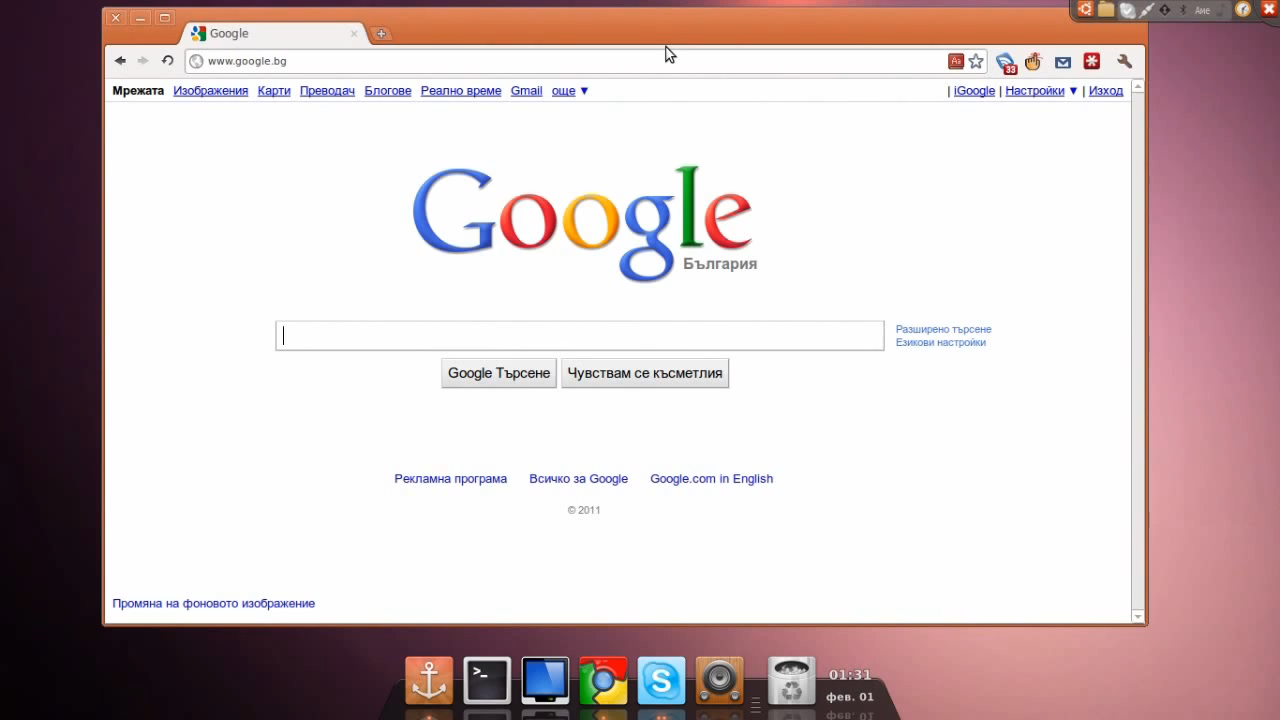 Аме
Google
www.google.bg
33
Мрежата Изображения Карти Преводач Блогове Реално време Gmail още ▼ | iGoogle | Настройки ▼ | Изход
Google
България
Разширено търсене
Езикови настройки
Google Търсене Чувствам се късметлия
Рекламна програма Всичко за Google Google.com in English
© 2011
Промяна на фоновото изображение
>_
S
01:31
фев. 01